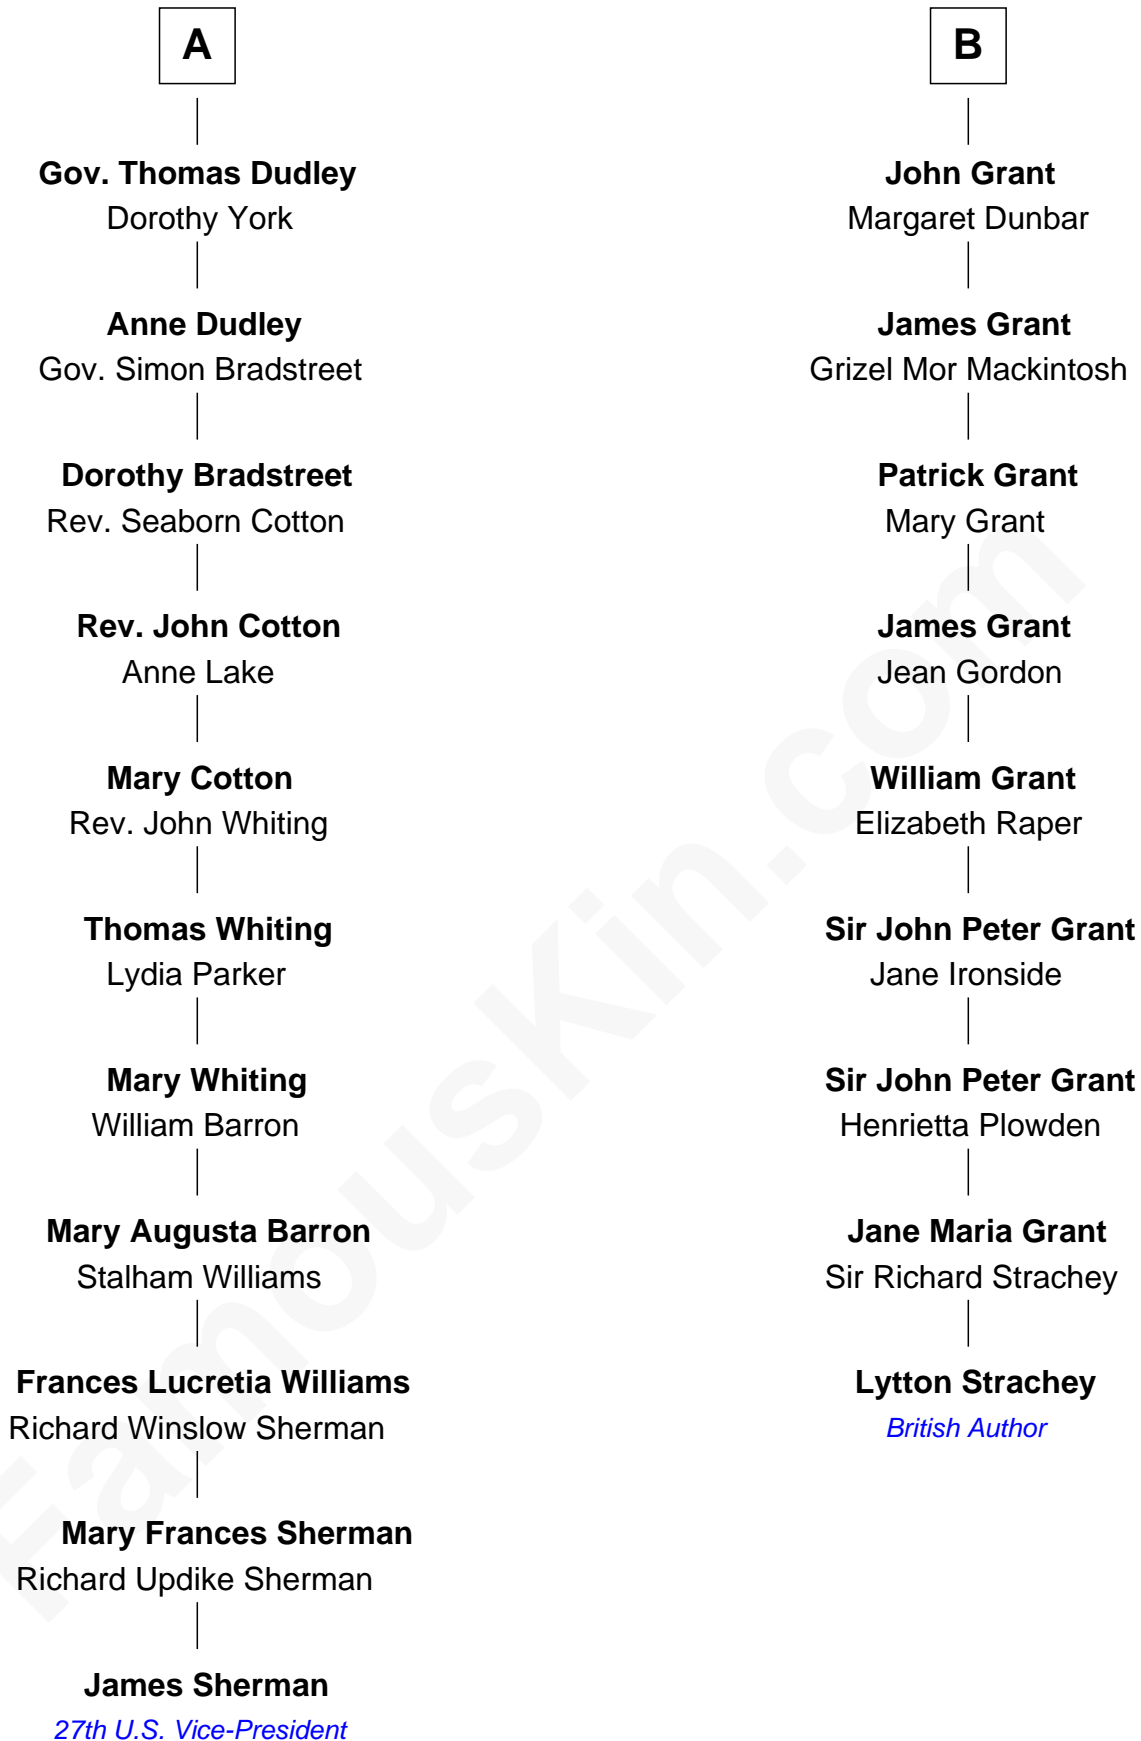 A
Gov. Thomas Dudley
Dorothy York
Anne Dudley
Gov. Simon Bradstreet
Dorothy Bradstreet
Rev. Seaborn Cotton
Rev. John Cotton
Anne Lake
Mary Cotton
Rev. John Whiting
Thomas Whiting
Lydia Parker
Mary Whiting
William Barron
Mary Augusta Barron
Stalham Williams
Frances Lucretia Williams
Richard Winslow Sherman
Mary Frances Sherman
Richard Updike Sherman
James Sherman
27th U.S. Vice-President
B
John Grant
Margaret Dunbar
James Grant
Grizel Mor Mackintosh
Patrick Grant
Mary Grant
James Grant
Jean Gordon
William Grant
Elizabeth Raper
Sir John Peter Grant
Jane Ironside
Sir John Peter Grant
Henrietta Plowden
Jane Maria Grant
Sir Richard Strachey
Lytton Strachey
British Author
FamousKin.com